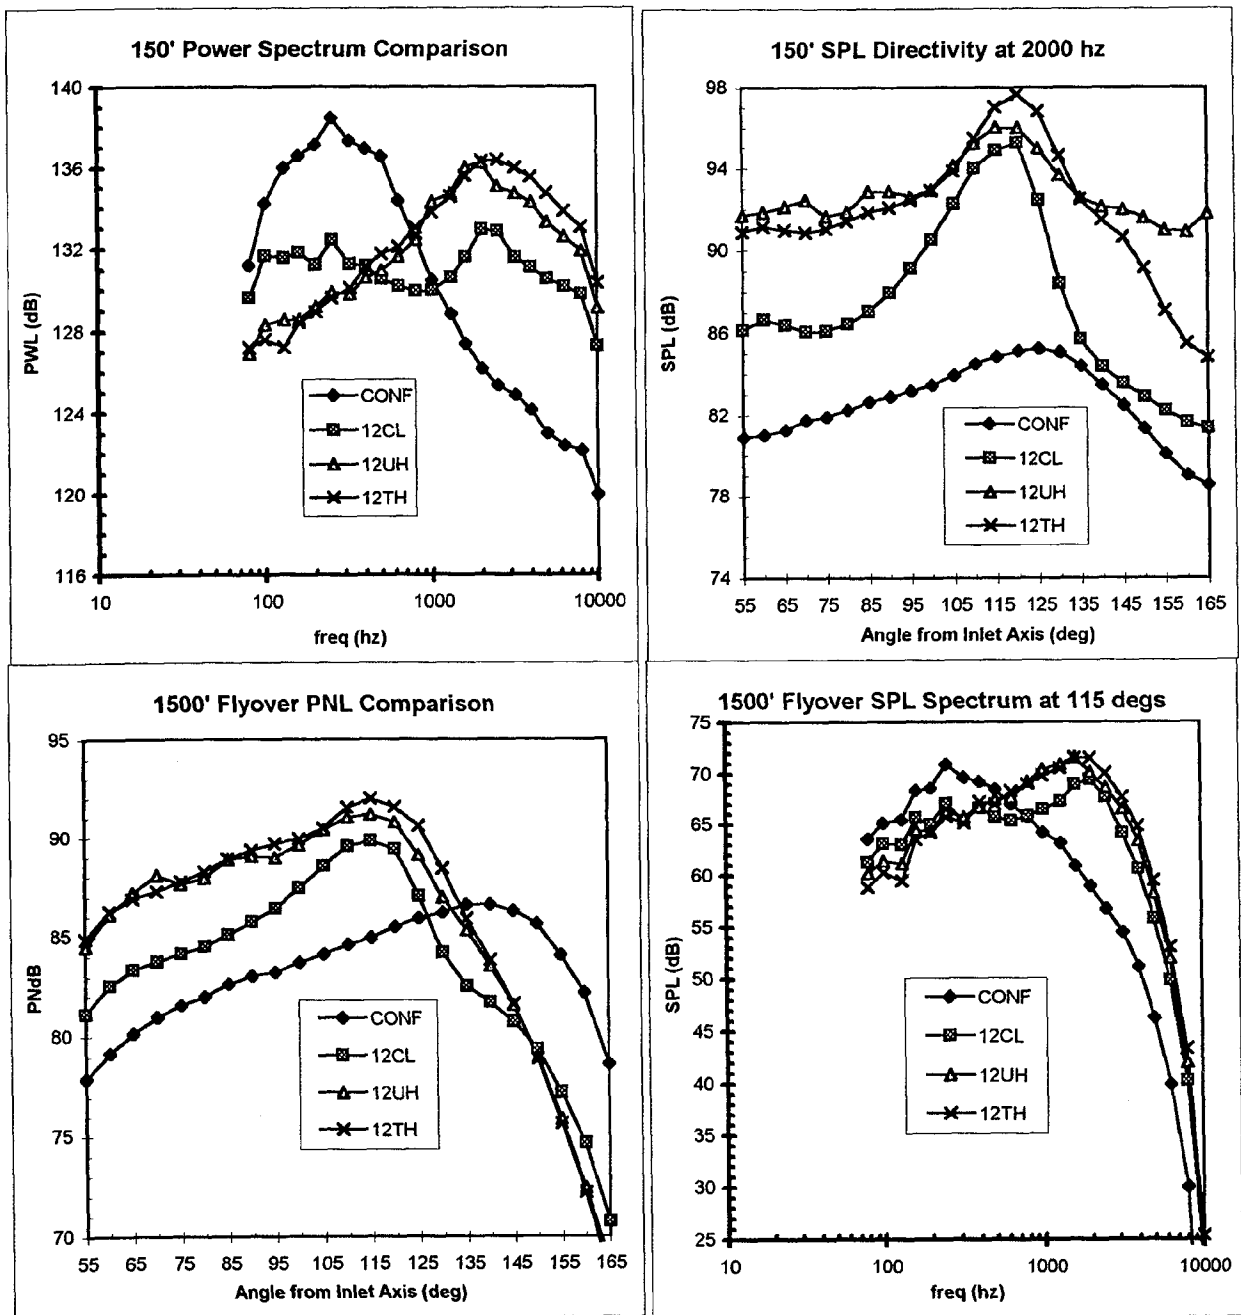 150' Power Spectrum Comparison
140
136
132
128
124
120
116
PWL (dB)
CONF
12CL
12UH
12TH
10 100 1000 10000
freq (hz)
150' SPL Directivity at 2000 hz
98
94
90
86
82
78
74
SPL (dB)
CONF
12CL
12UH
12TH
55 65 75 85 95 105 115 125 135 145 155 165
Angle from Inlet Axis (deg)
1500' Flyover PNL Comparison
95
90
85
80
75
70
PNdB
CONF
12CL
12UH
12TH
55 65 75 85 95 105 115 125 135 145 155 165
Angle from Inlet Axis (deg)
1500' Flyover SPL Spectrum at 115 degs
75
70
65
60
55
50
45
40
35
30
25
SPL (dB)
CONF
12CL
12UH
12TH
10 100 1000 10000
freq (hz)